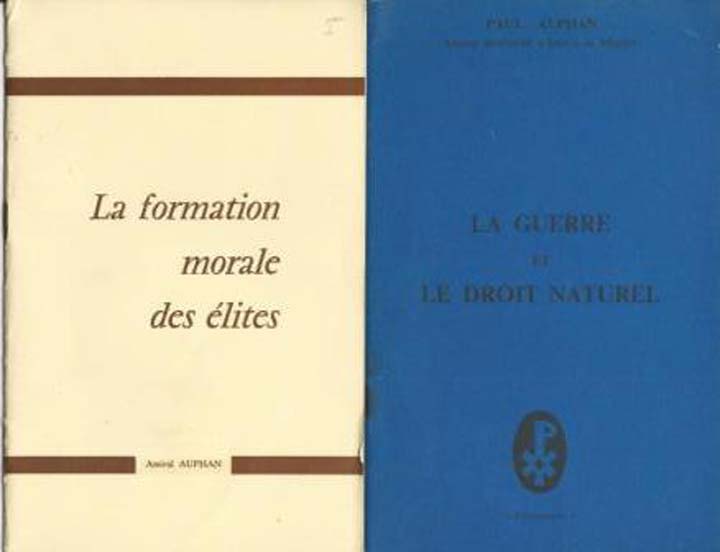 La formation
morale
des élites
Amiral AUPHAN
PAUL AUPHAN
LA GUERRE
ET
LE DROIT NATUREL